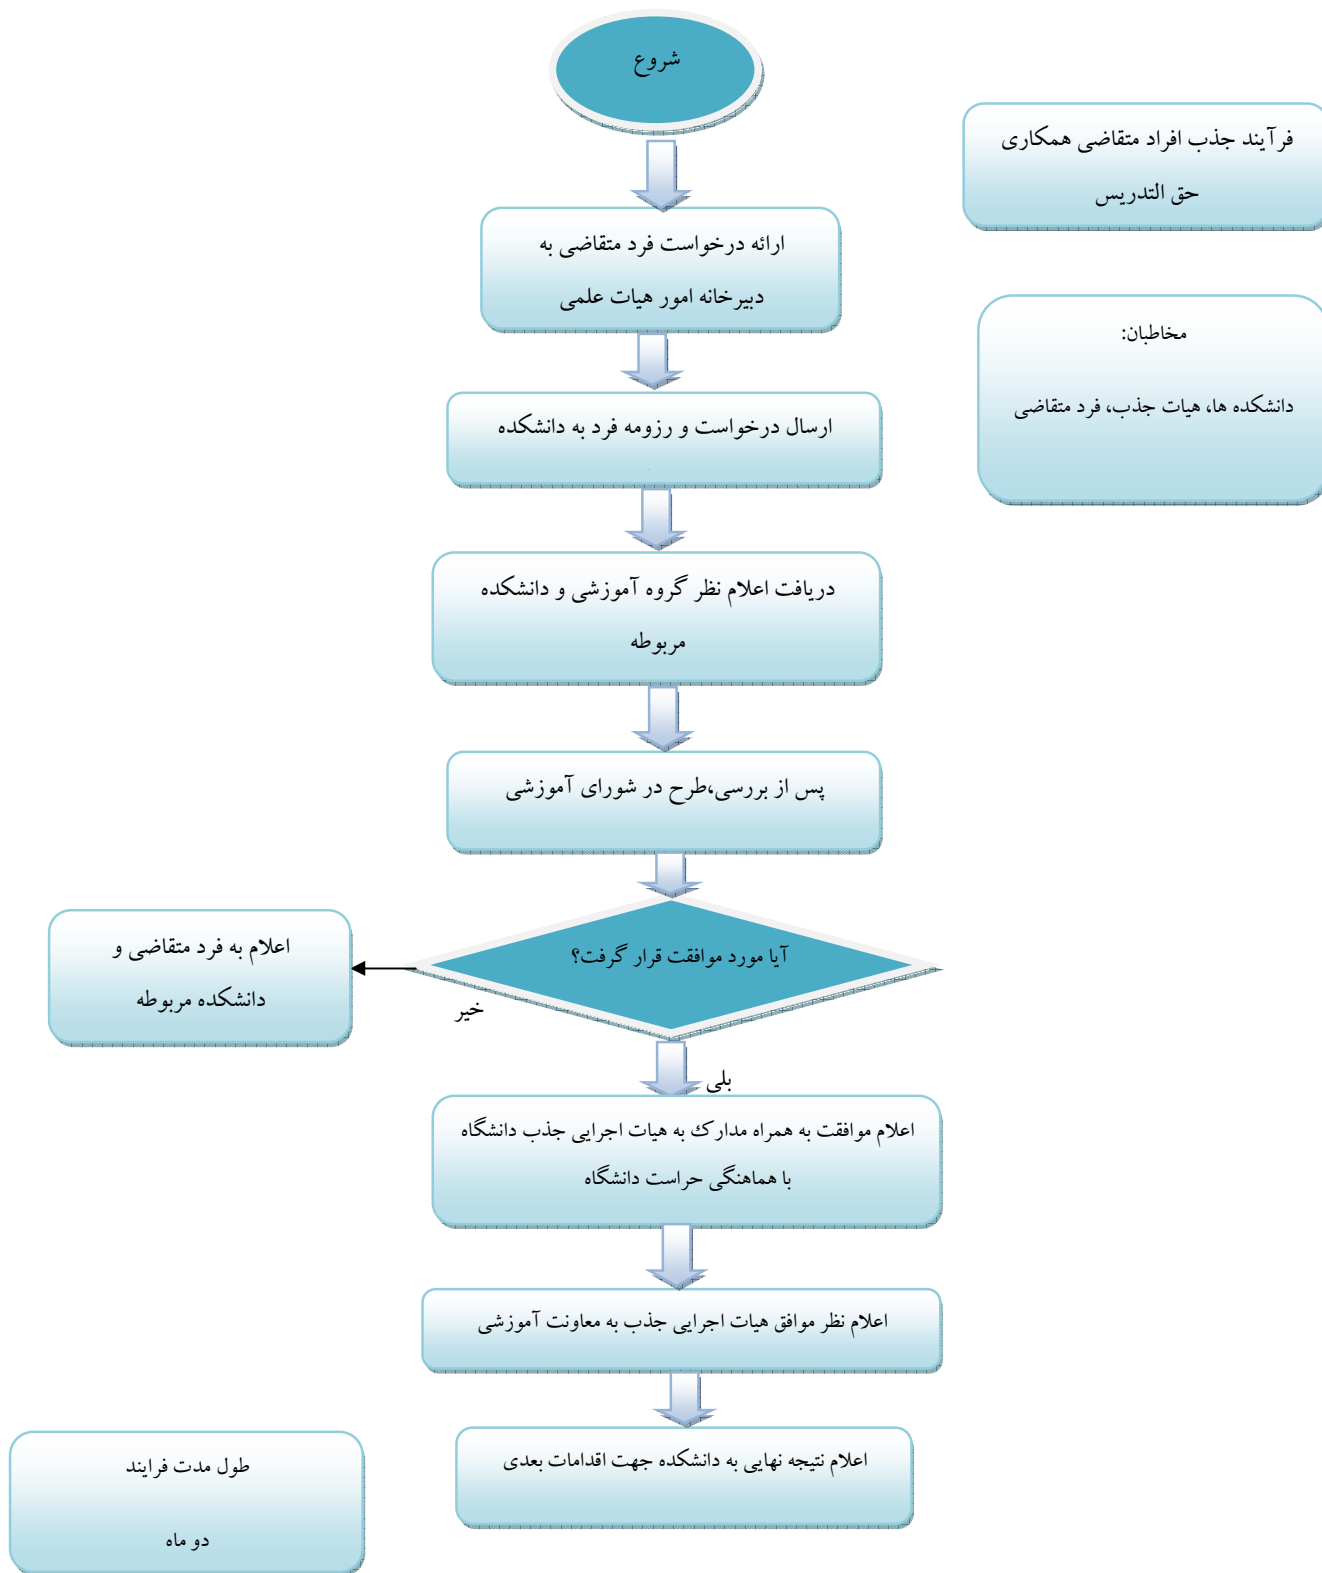 شروع
فرآیند جذب افراد متقاضی همکاری
حق التدریس
ارائه درخواست فرد متقاضی به
دبیرخانه امور هیات علمی
مخاطبان:
دانشکده ها، هیات جذب، فرد متقاضی
ارسال درخواست و رزومه فرد به دانشکده
دریافت اعلام نظر گروه آموزشی و دانشکده
مربوطه
پس از بررسی،طرح در شورای آموزشی
آیا مورد موافقت قرار گرفت؟
خیر
اعلام به فرد متقاضی و
دانشکده مربوطه
بلی
اعلام موافقت به همراه مدارک به هیات اجرایی جذب دانشگاه
با هماهنگی حراست دانشگاه
اعلام نظر موافق هیات اجرایی جذب به معاونت آموزشی
اعلام نتیجه نهایی به دانشکده جهت اقدامات بعدی
طول مدت فرایند
دو ماه